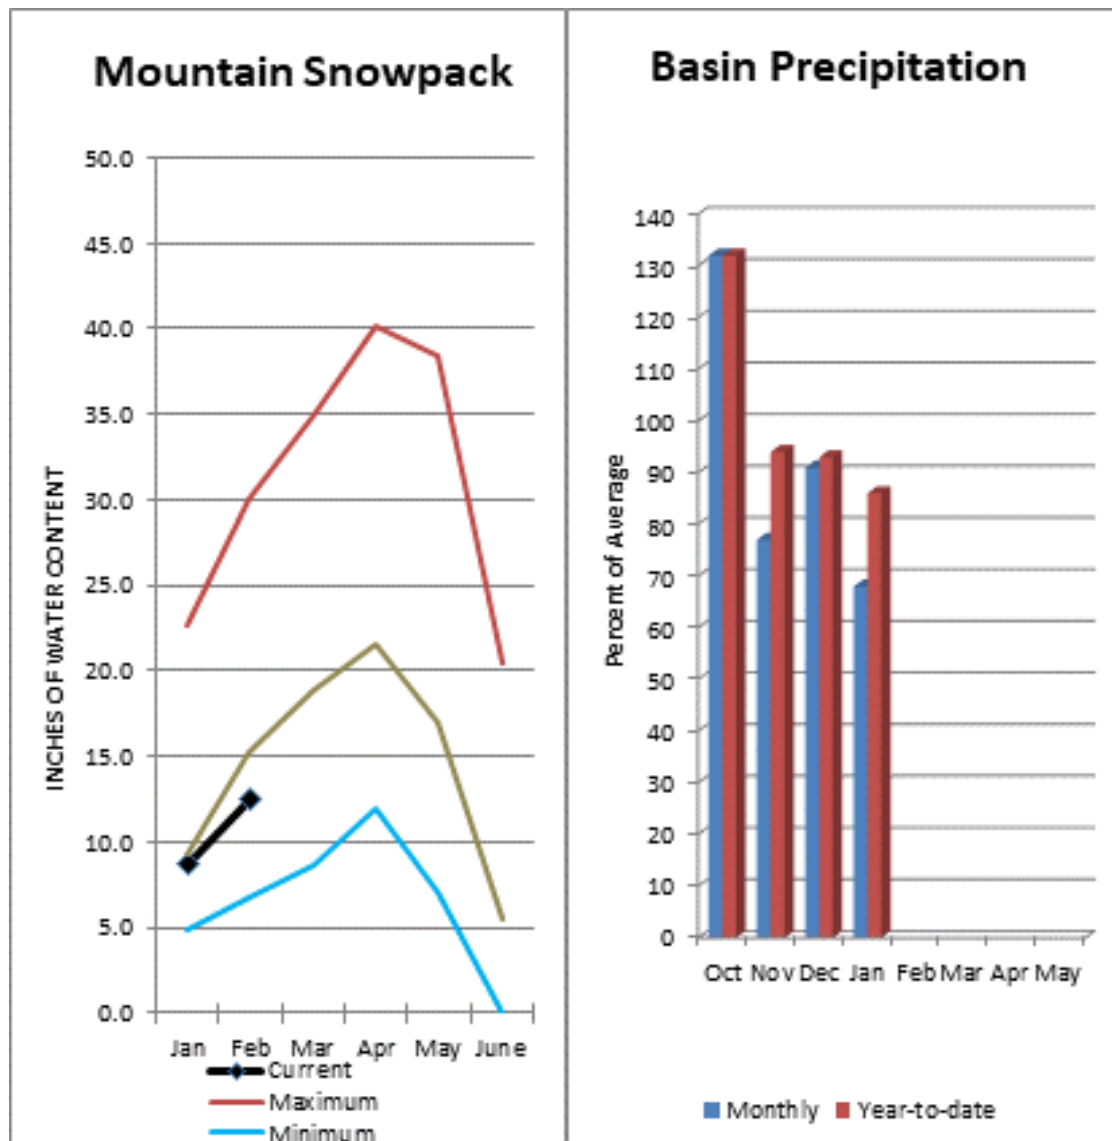 Mountain Snowpack
INCHES OF WATER CONTENT
50.0
45.0
40.0
35.0
30.0
25.0
20.0
15.0
10.0
5.0
0.0
Jan Feb Mar Apr May June
Current
Maximum
Minimum
Basin Precipitation
Percent of Average
140
130
120
110
100
90
80
70
60
50
40
30
20
10
0
Oct Nov Dec Jan Feb Mar Apr May
Monthly Year-to-date